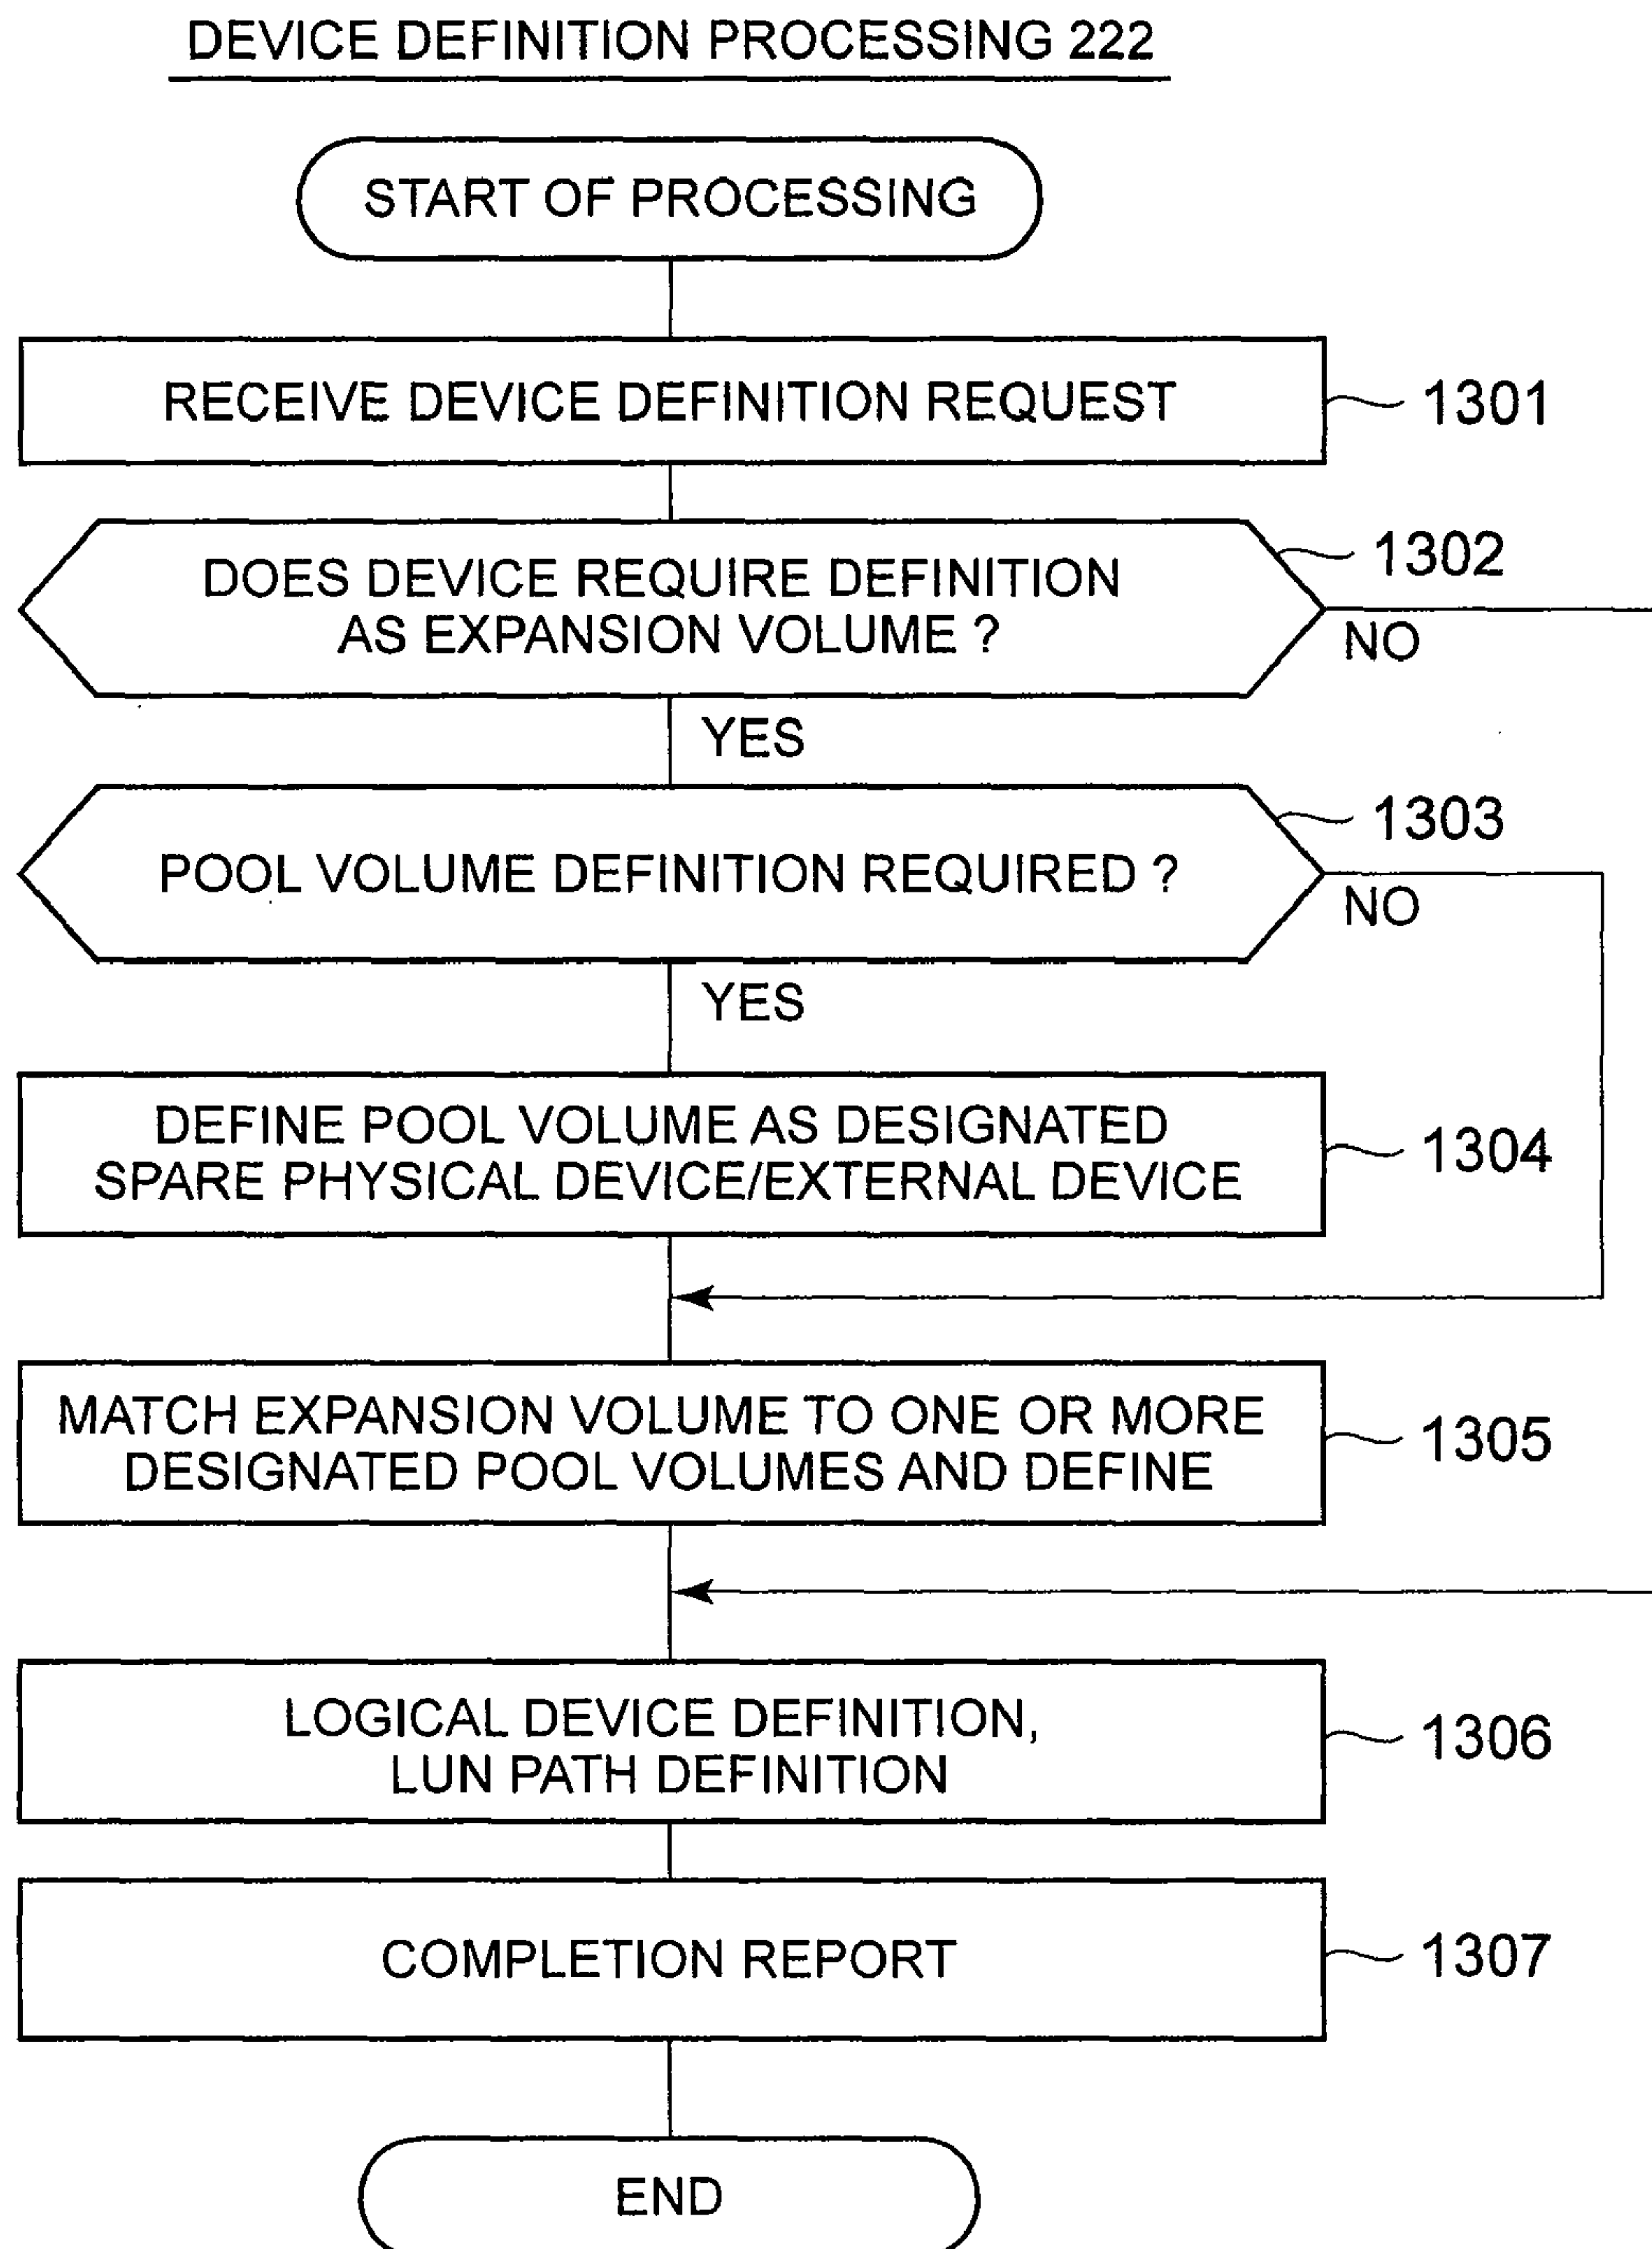 DEVICE DEFINITION PROCESSING 222
START OF PROCESSING
RECEIVE DEVICE DEFINITION REQUEST
1301
DOES DEVICE REQUIRE DEFINITION
AS EXPANSION VOLUME ?
1302
NO
YES
POOL VOLUME DEFINITION REQUIRED ?
1303
NO
YES
DEFINE POOL VOLUME AS DESIGNATED
SPARE PHYSICAL DEVICE/EXTERNAL DEVICE
1304
MATCH EXPANSION VOLUME TO ONE OR MORE
DESIGNATED POOL VOLUMES AND DEFINE
1305
LOGICAL DEVICE DEFINITION,
LUN PATH DEFINITION
1306
COMPLETION REPORT
1307
END